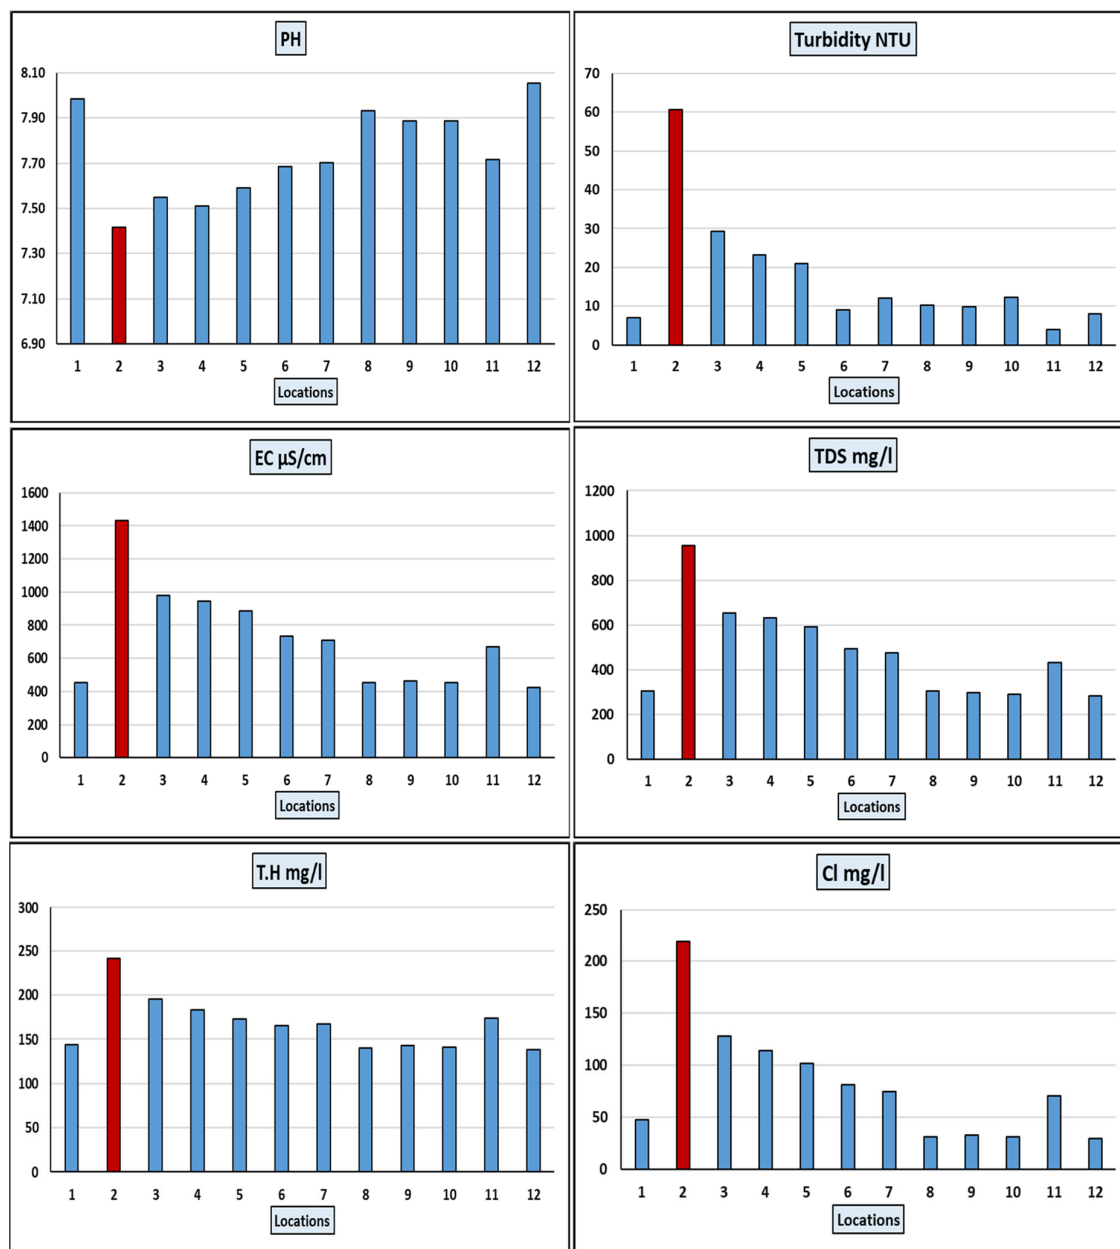 PH
8.10
7.90
7.70
7.50
7.30
7.10
6.90
1 2 3 4 5 6 7 8 9 10 11 12
Locations
Turbidity NTU
70
60
50
40
30
20
10
0
1 2 3 4 5 6 7 8 9 10 11 12
Locations
EC µS/cm
1600
1400
1200
1000
800
600
400
200
0
1 2 3 4 5 6 7 8 9 10 11 12
Locations
TDS mg/l
1200
1000
800
600
400
200
0
1 2 3 4 5 6 7 8 9 10 11 12
Locations
T.H mg/l
300
250
200
150
100
50
0
1 2 3 4 5 6 7 8 9 10 11 12
Locations
Cl mg/l
250
200
150
100
50
0
1 2 3 4 5 6 7 8 9 10 11 12
Locations